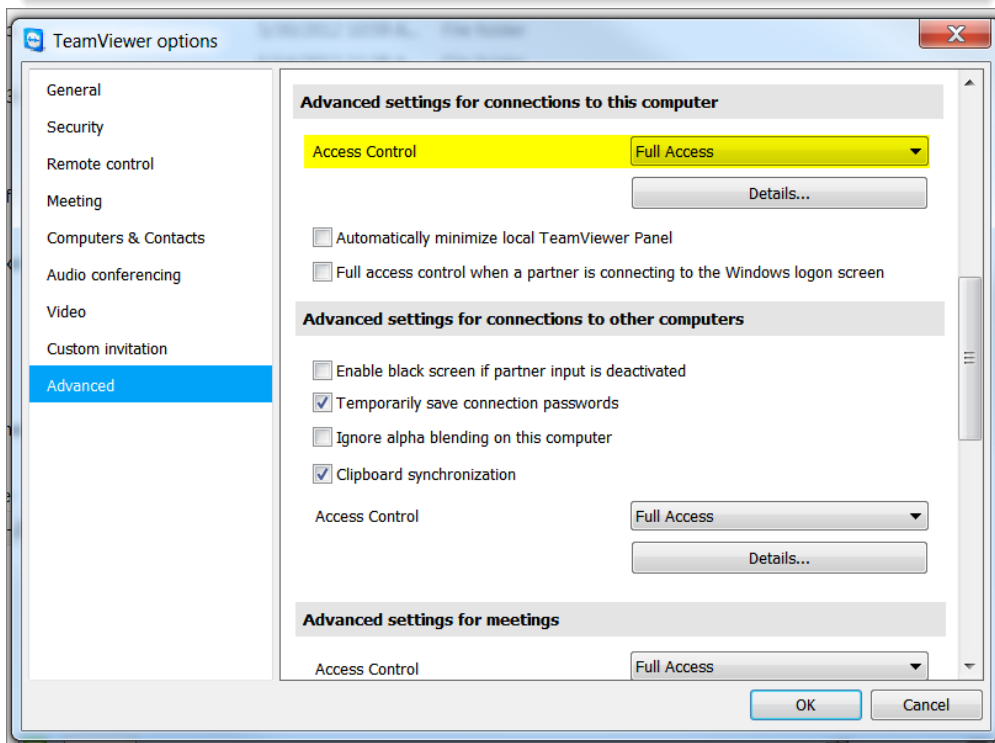 TeamViewer options
General
Security
Remote control
Meeting
Computers & Contacts
Audio conferencing
Video
Custom invitation
Advanced
Advanced settings for connections to this computer
Access Control Full Access
Details...
Automatically minimize local TeamViewer Panel
Full access control when a partner is connecting to the Windows logon screen
Advanced settings for connections to other computers
Enable black screen if partner input is deactivated
Temporarily save connection passwords
Ignore alpha blending on this computer
Clipboard synchronization
Access Control Full Access
Details...
Advanced settings for meetings
Access Control Full Access
OK Cancel